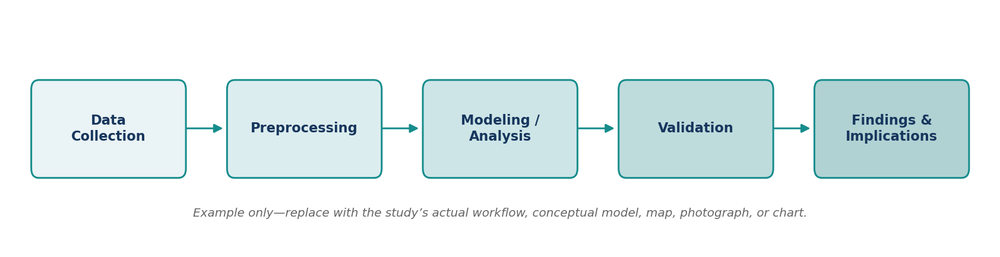 Data
Collection
Preprocessing
Modeling /
Analysis
Validation
Findings &
Implications
Example only—replace with the study’s actual workflow, conceptual model, map, photograph, or chart.